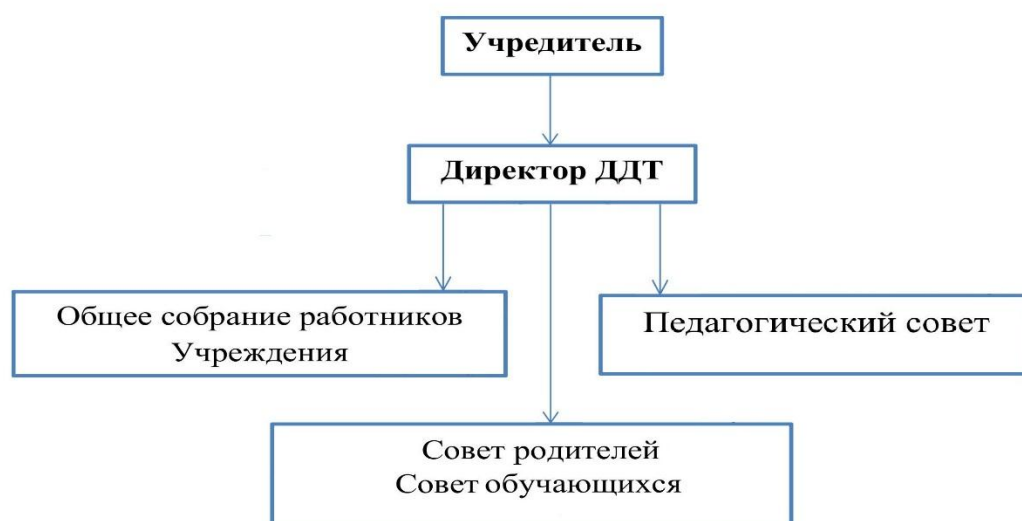 Учредитель
Директор ДДТ
Общее собрание работников
Учреждения
Педагогический совет
Совет родителей
Совет обучающихся